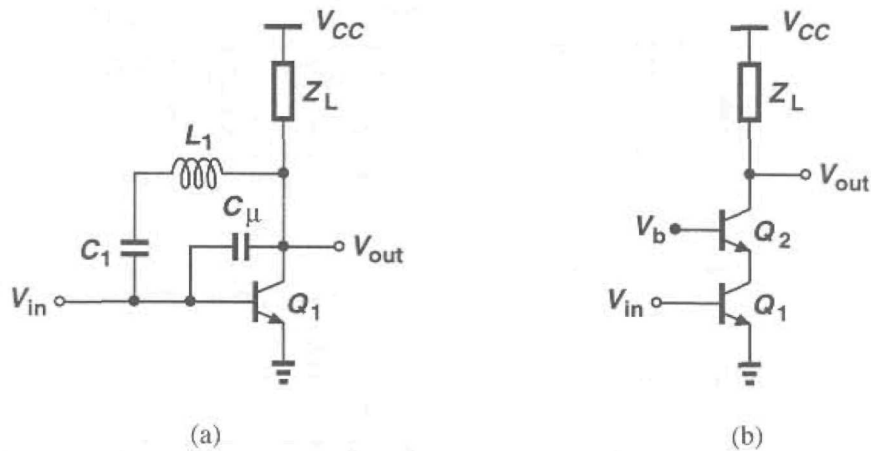 V_CC
Z_L
L_1
C_μ
C_1
V_out
V_in
Q_1
(a)
V_CC
Z_L
V_out
V_b
Q_2
V_in
Q_1
(b)